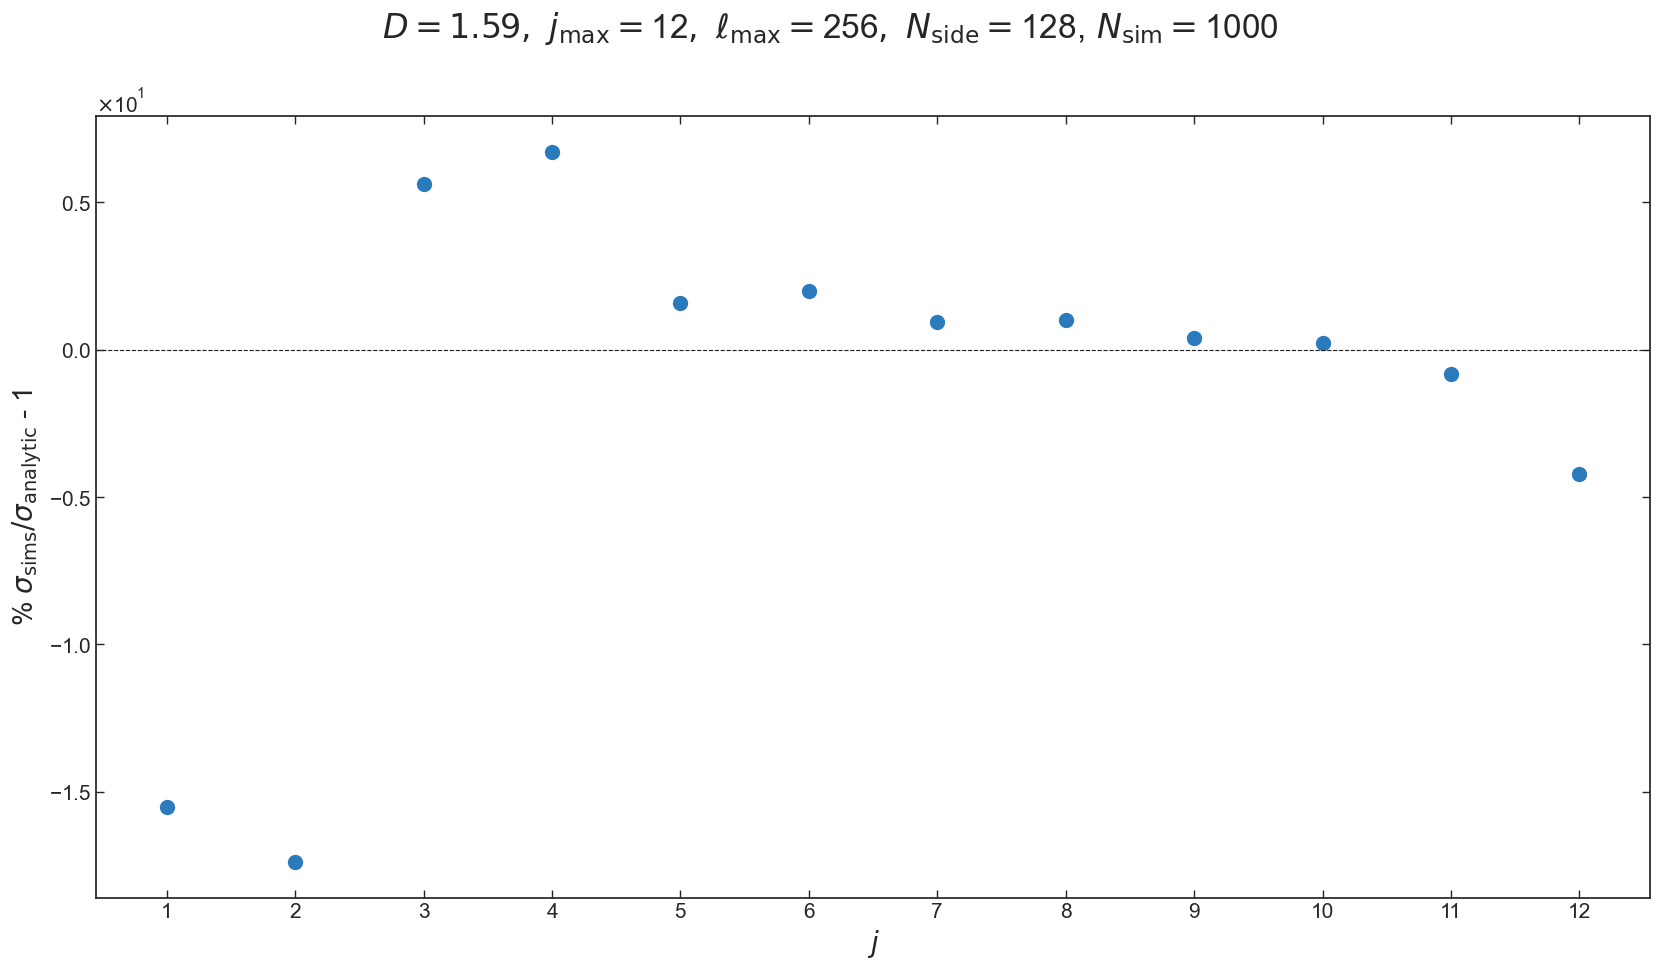 D = 1.59, j_max = 12, ℓ_max = 256, N_side = 128, N_sim = 1000
×10^1
0.5
0.0
−0.5
−1.0
−1.5
% σ_sims/σ_analytic - 1
1 2 3 4 5 6 7 8 9 10 11 12
j